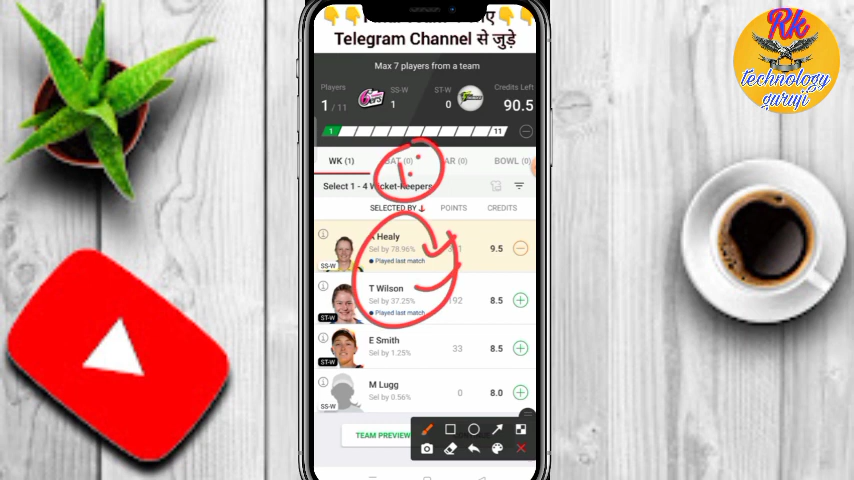 Telegram Channel से जुड़े
Max 7 players from a team
Players
SS-W
ST-W
Credits Left
1 / 11
6ers
1
0
90.5
1
11
WK (1)
BAT (0)
AR (0)
BOWL (0)
Select 1 - 4 Wicket-Keepers
SELECTED BY
POINTS
CREDITS
A Healy
Sel by 78.96%
9.5
Played last match
SS-W
T Wilson
Sel by 37.25%
192
8.5
Played last match
ST-W
E Smith
Sel by 1.25%
33
8.5
ST-W
M Lugg
Sel by 0.56%
0
8.0
SS-W
TEAM PREVIEW
Rk
technology
guruji